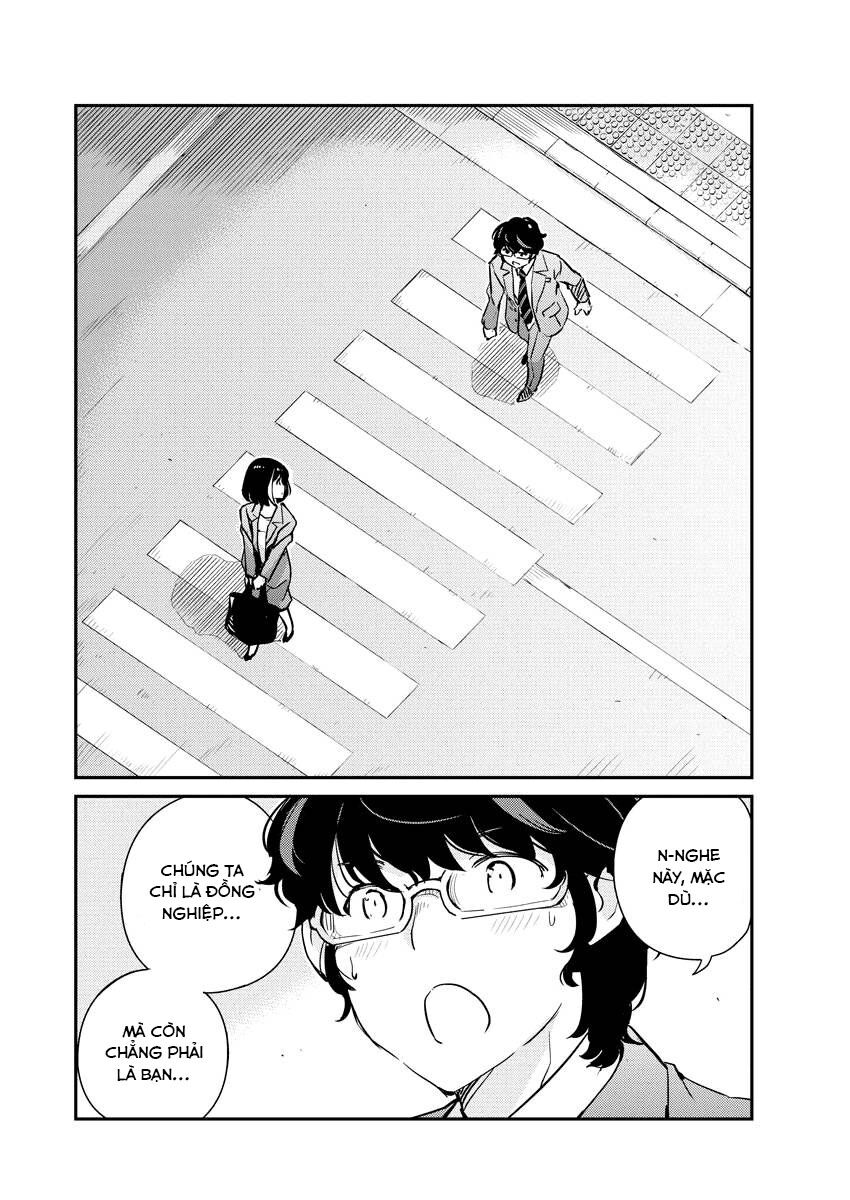 N-NGHE
NÀY, MẶC
DÙ...
CHÚNG TA
CHỈ LÀ ĐỒNG
NGHIỆP...
MÀ CÒN
CHẲNG PHẢI
LÀ BẠN...